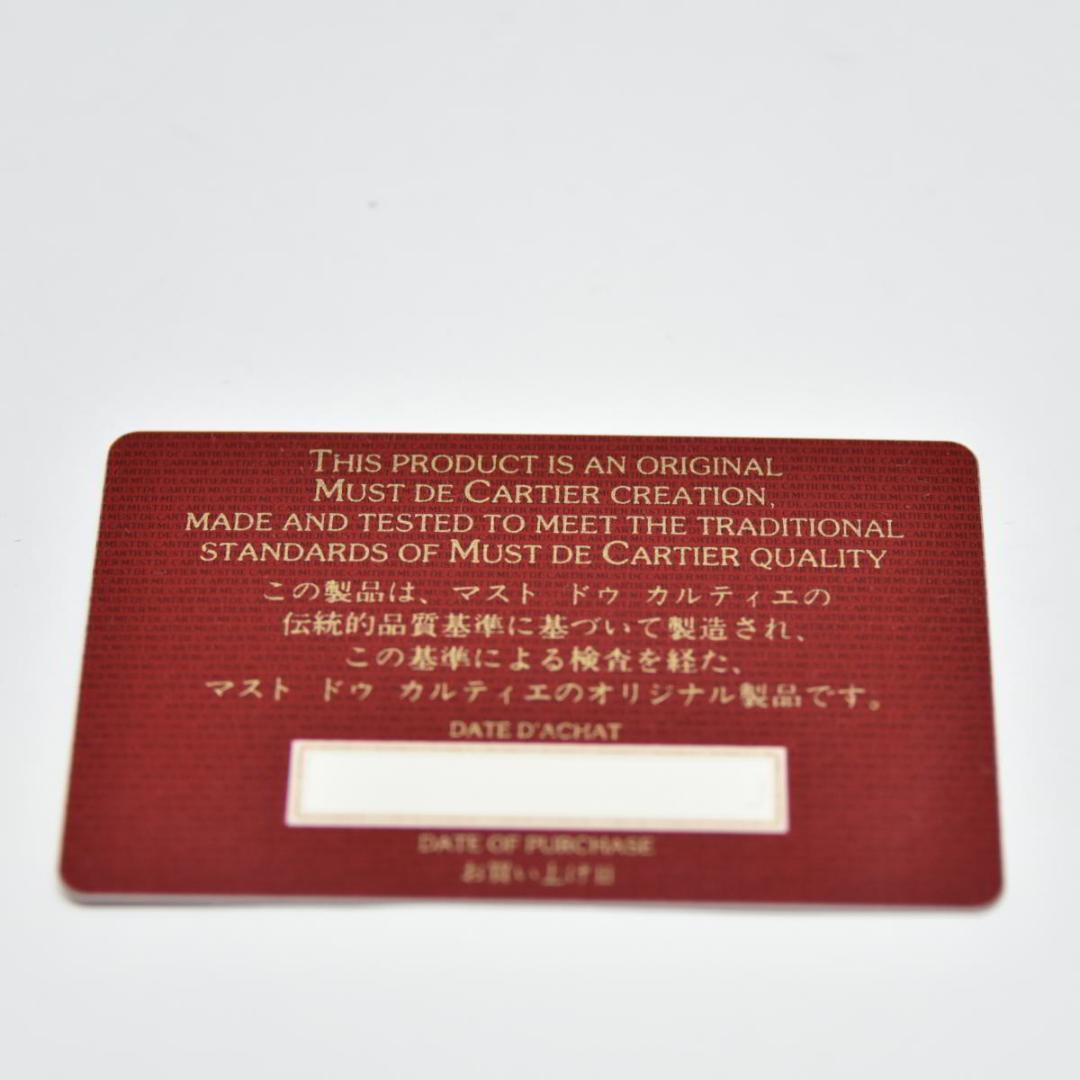 THIS PRODUCT IS AN ORIGINAL
MUST DE CARTIER CREATION,
MADE AND TESTED TO MEET THE TRADITIONAL
STANDARDS OF MUST DE CARTIER QUALITY
この製品は、マスト ドゥ カルティエの
伝統的品質基準に基づいて製造され、
この基準による検査を経た、
マスト ドゥ カルティエのオリジナル製品です。
DATE D'ACHAT
DATE OF PURCHASE
お買い上げ日